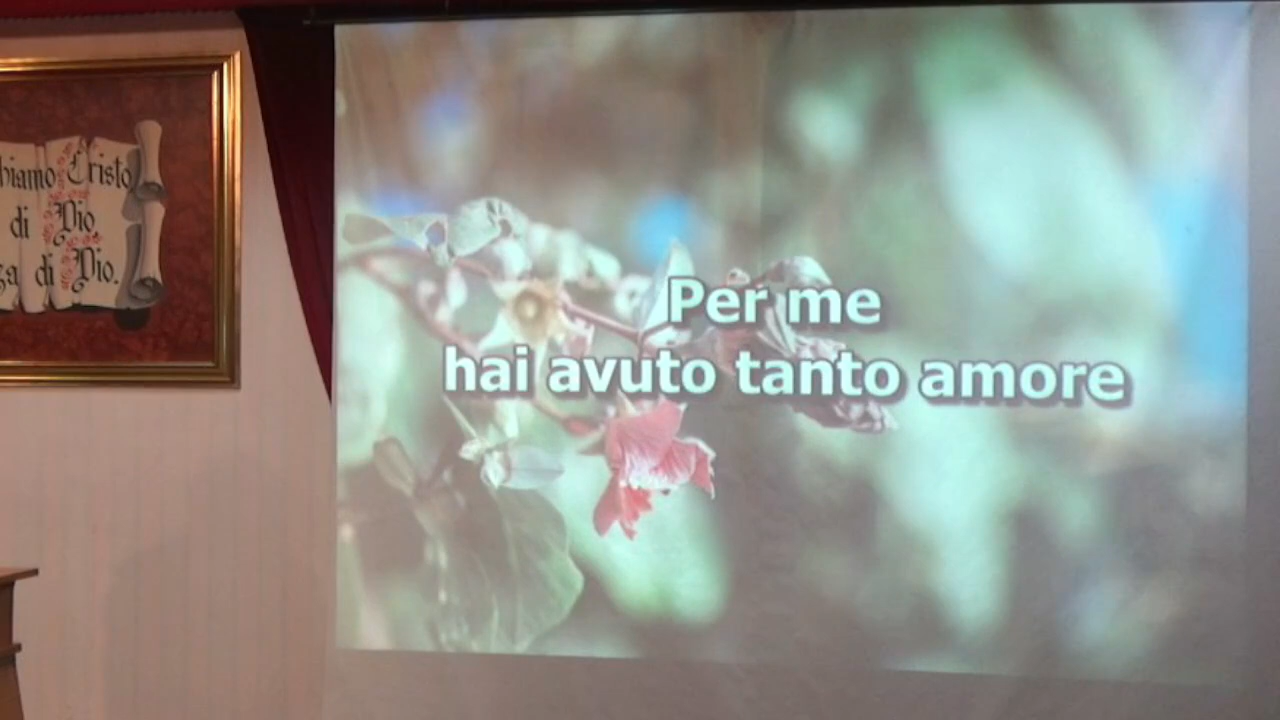 Cristo
di Dio,
di Dio.
Per me
hai avuto tanto amore